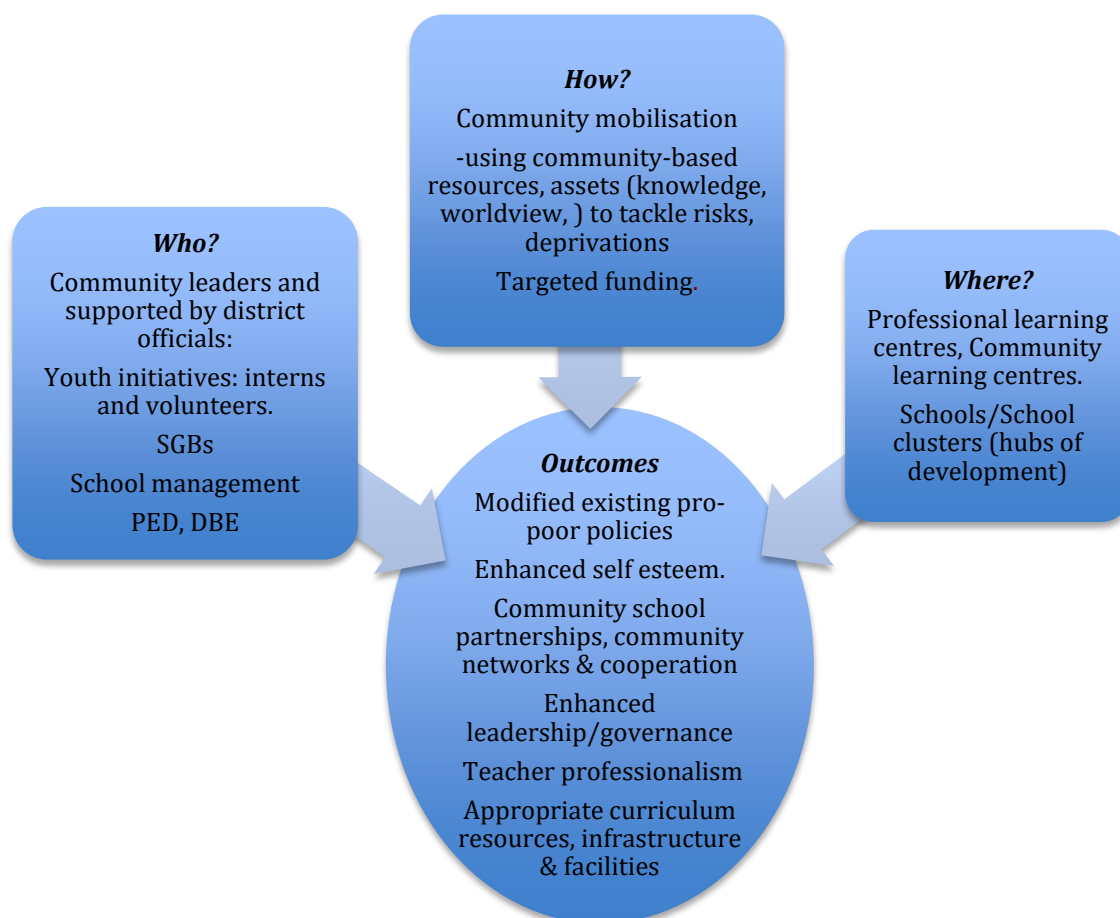 How?
Community mobilisation
-using community-based
resources, assets (knowledge,
worldview, ) to tackle risks,
deprivations
Targeted funding.
Who?
Community leaders and
supported by district
officials:
Youth initiatives: interns
and volunteers.
SGBs
School management
PED, DBE
Where?
Professional learning
centres, Community
learning centres.
Schools/School
clusters (hubs of
development)
Outcomes
Modified existing pro-
poor policies
Enhanced self esteem.
Community school
partnerships, community
networks & cooperation
Enhanced
leadership/governance
Teacher professionalism
Appropriate curriculum
resources, infrastructure
& facilities